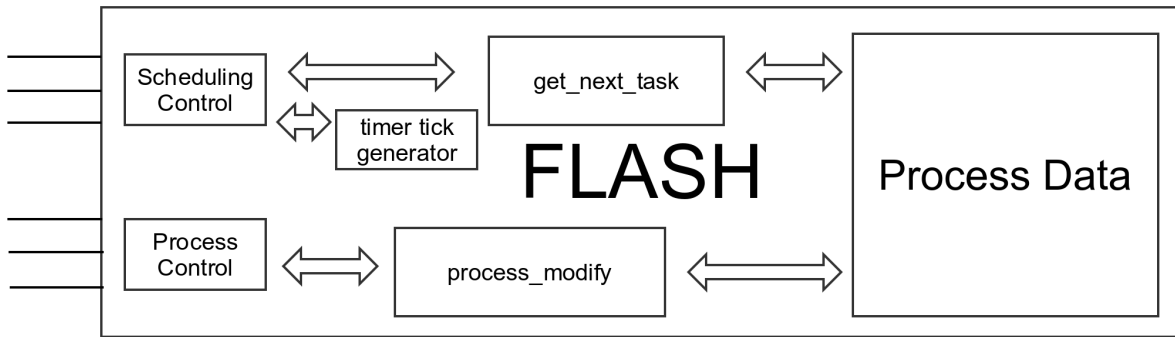 Scheduling
Control
get_next_task
timer tick
generator
FLASH
Process Data
Process
Control
process_modify